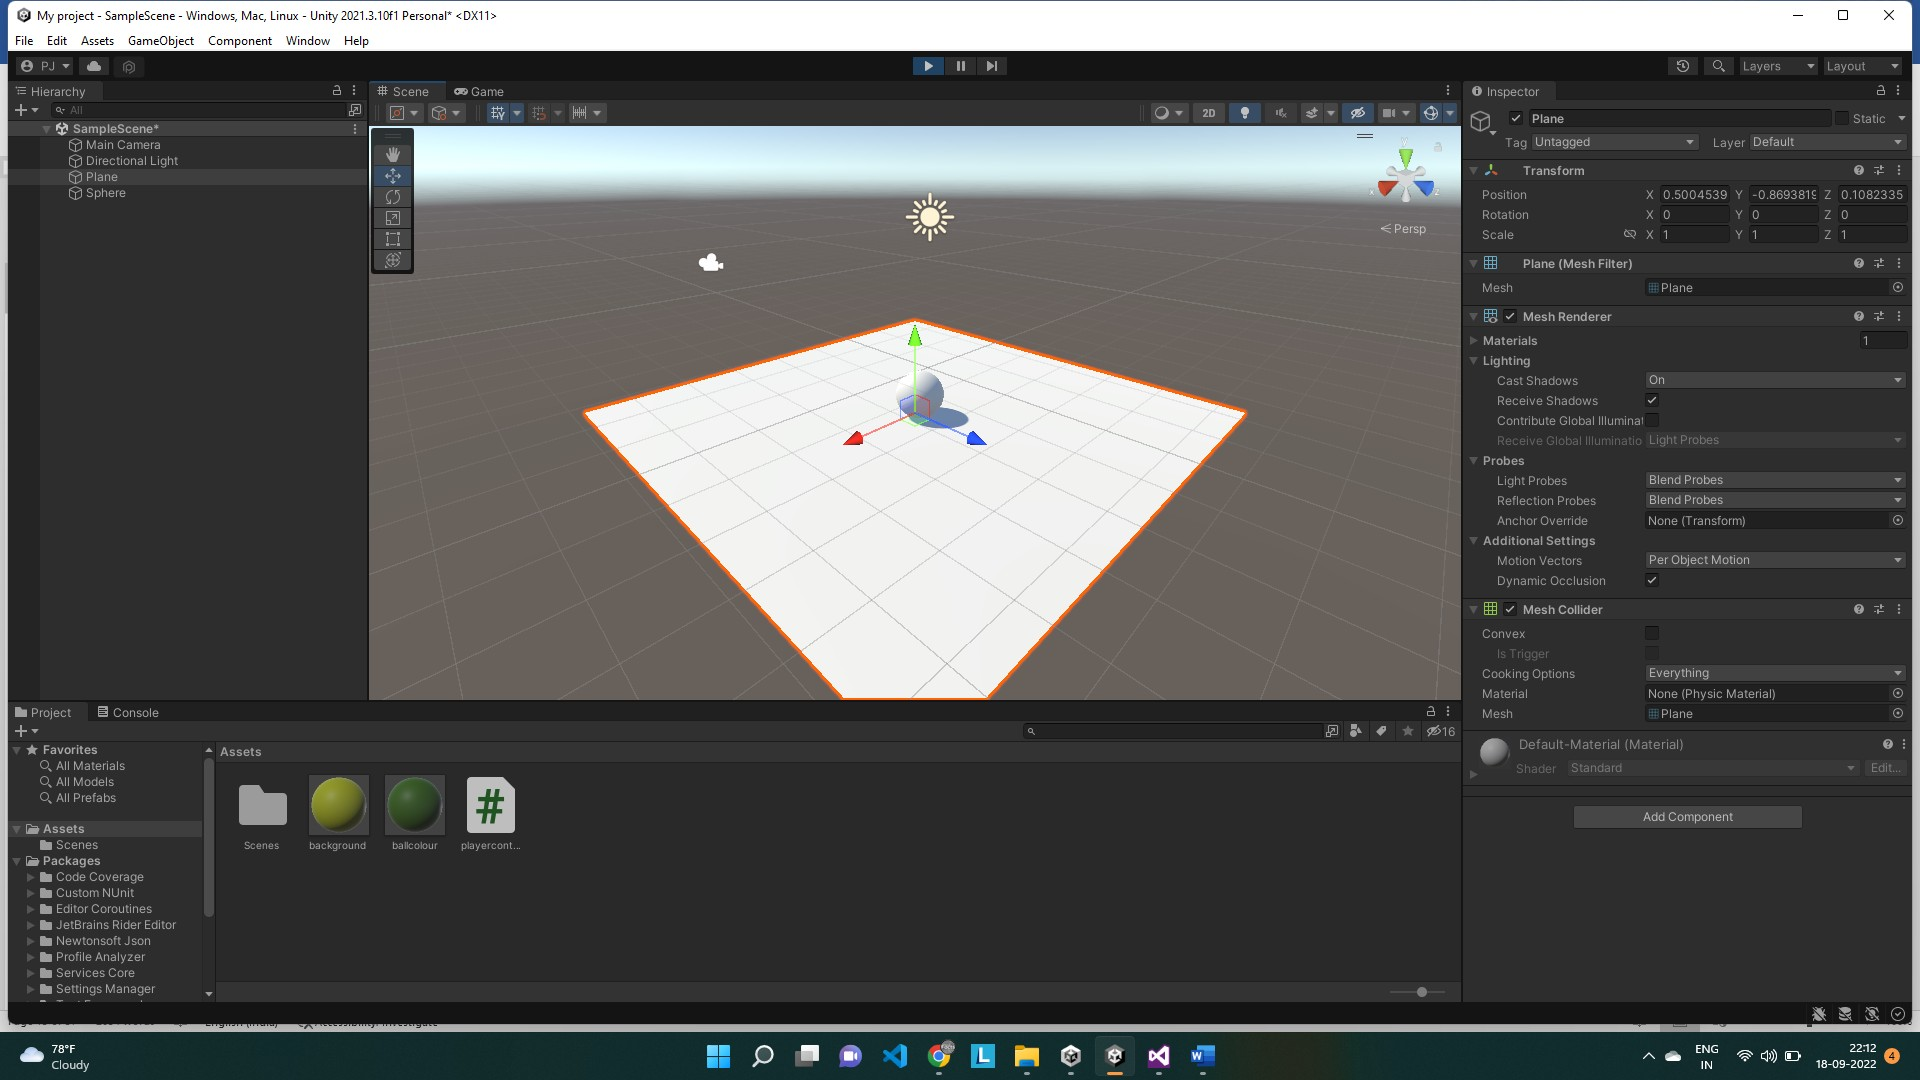 My project - SampleScene - Windows, Mac, Linux - Unity 2021.3.10f1 Personal* <DX11>
File Edit Assets GameObject Component Window Help
PJ
Layers Layout
Hierarchy
All
SampleScene*
Main Camera
Directional Light
Plane
Sphere
Scene Game
2D
Persp
Inspector
Plane Static
Tag Untagged Layer Default
Transform
Position X 0.5004539 Y -0.8693819 Z 0.1082335
Rotation X 0 Y 0 Z 0
Scale X 1 Y 1 Z 1
Plane (Mesh Filter)
Mesh Plane
Mesh Renderer
Materials 1
Lighting
Cast Shadows On
Receive Shadows
Contribute Global Illuminat
Receive Global Illuminatio Light Probes
Probes
Light Probes Blend Probes
Reflection Probes Blend Probes
Anchor Override None (Transform)
Additional Settings
Motion Vectors Per Object Motion
Dynamic Occlusion
Mesh Collider
Convex
Is Trigger
Cooking Options Everything
Material None (Physic Material)
Mesh Plane
Default-Material (Material)
Shader Standard Edit...
Add Component
Project Console
16
Favorites
All Materials
All Models
All Prefabs
Assets
Scenes
Packages
Code Coverage
Custom NUnit
Editor Coroutines
JetBrains Rider Editor
Newtonsoft Json
Profile Analyzer
Services Core
Settings Manager
Assets
Scenes background ballcolour playercont...
78°F
Cloudy
ENG
IN
22:12
18-09-2022
4